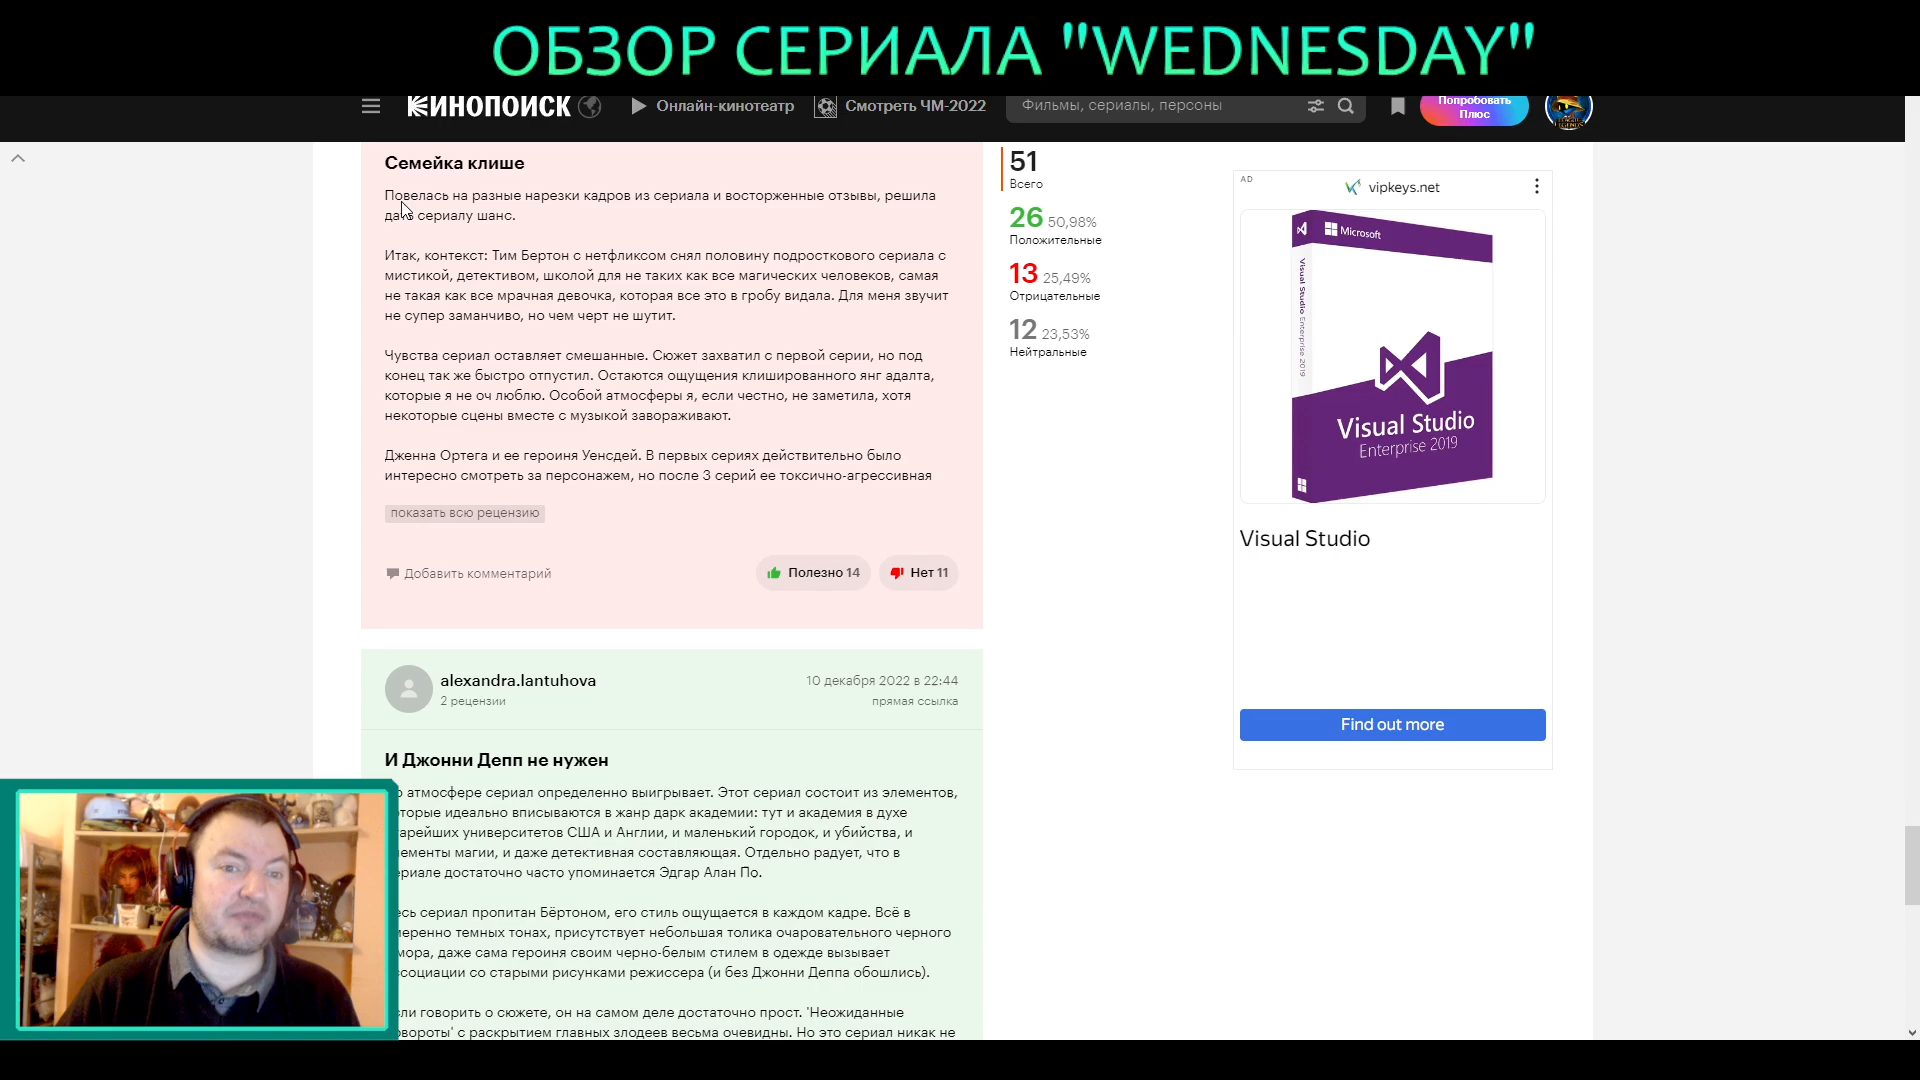 ОБЗОР СЕРИАЛА "WEDNESDAY"
КИНОПОИСК
Онлайн-кинотеатр
Смотреть ЧМ-2022
Фильмы, сериалы, персоны
Попробовать
Плюс
Семейка клише
Повелась на разные нарезки кадров из сериала и восторженные отзывы, решила
дать сериалу шанс.
Итак, контекст: Тим Бертон с нетфликсом снял половину подросткового сериала с
мистикой, детективом, школой для не таких как все магических человеков, самая
не такая как все мрачная девочка, которая все это в гробу видала. Для меня звучит
не супер заманчиво, но чем черт не шутит.
Чувства сериал оставляет смешанные. Сюжет захватил с первой серии, но под
конец так же быстро отпустил. Остаются ощущения клишированного янг адалта,
которые я не оч люблю. Особой атмосферы я, если честно, не заметила, хотя
некоторые сцены вместе с музыкой завораживают.
Дженна Ортега и ее героиня Уенсдей. В первых сериях действительно было
интересно смотреть за персонажем, но после 3 серий ее токсично-агрессивная
показать всю рецензию
Добавить комментарий
Полезно 14
Нет 11
51
Всего
26 50,98%
Положительные
13 25,49%
Отрицательные
12 23,53%
Нейтральные
AD
vipkeys.net
Microsoft
Visual Studio Enterprise 2019
Visual Studio
Enterprise 2019
Visual Studio
Find out more
alexandra.lantuhova
2 рецензии
10 декабря 2022 в 22:44
прямая ссылка
И Джонни Депп не нужен
о атмосфере сериал определенно выигрывает. Этот сериал состоит из элементов,
оторые идеально вписываются в жанр дарк академии: тут и академия в духе
тарейших университетов США и Англии, и маленький городок, и убийства, и
лементы магии, и даже детективная составляющая. Отдельно радует, что в
ериале достаточно часто упоминается Эдгар Алан По.
есь сериал пропитан Бёртоном, его стиль ощущается в каждом кадре. Всё в
меренно темных тонах, присутствует небольшая толика очаровательного черного
мора, даже сама героиня своим черно-белым стилем в одежде вызывает
ссоциации со старыми рисунками режиссера (и без Джонни Деппа обошлись).
сли говорить о сюжете, он на самом деле достаточно прост. 'Неожиданные
овороты' с раскрытием главных злодеев весьма очевидны. Но это сериал никак не